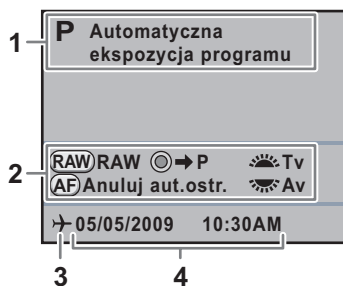 1
P Automatyczna
ekspozycja programu
2
RAW RAW P Tv
AF Anuluj aut.ostr. Av
05/05/2009 10:30AM
3 4